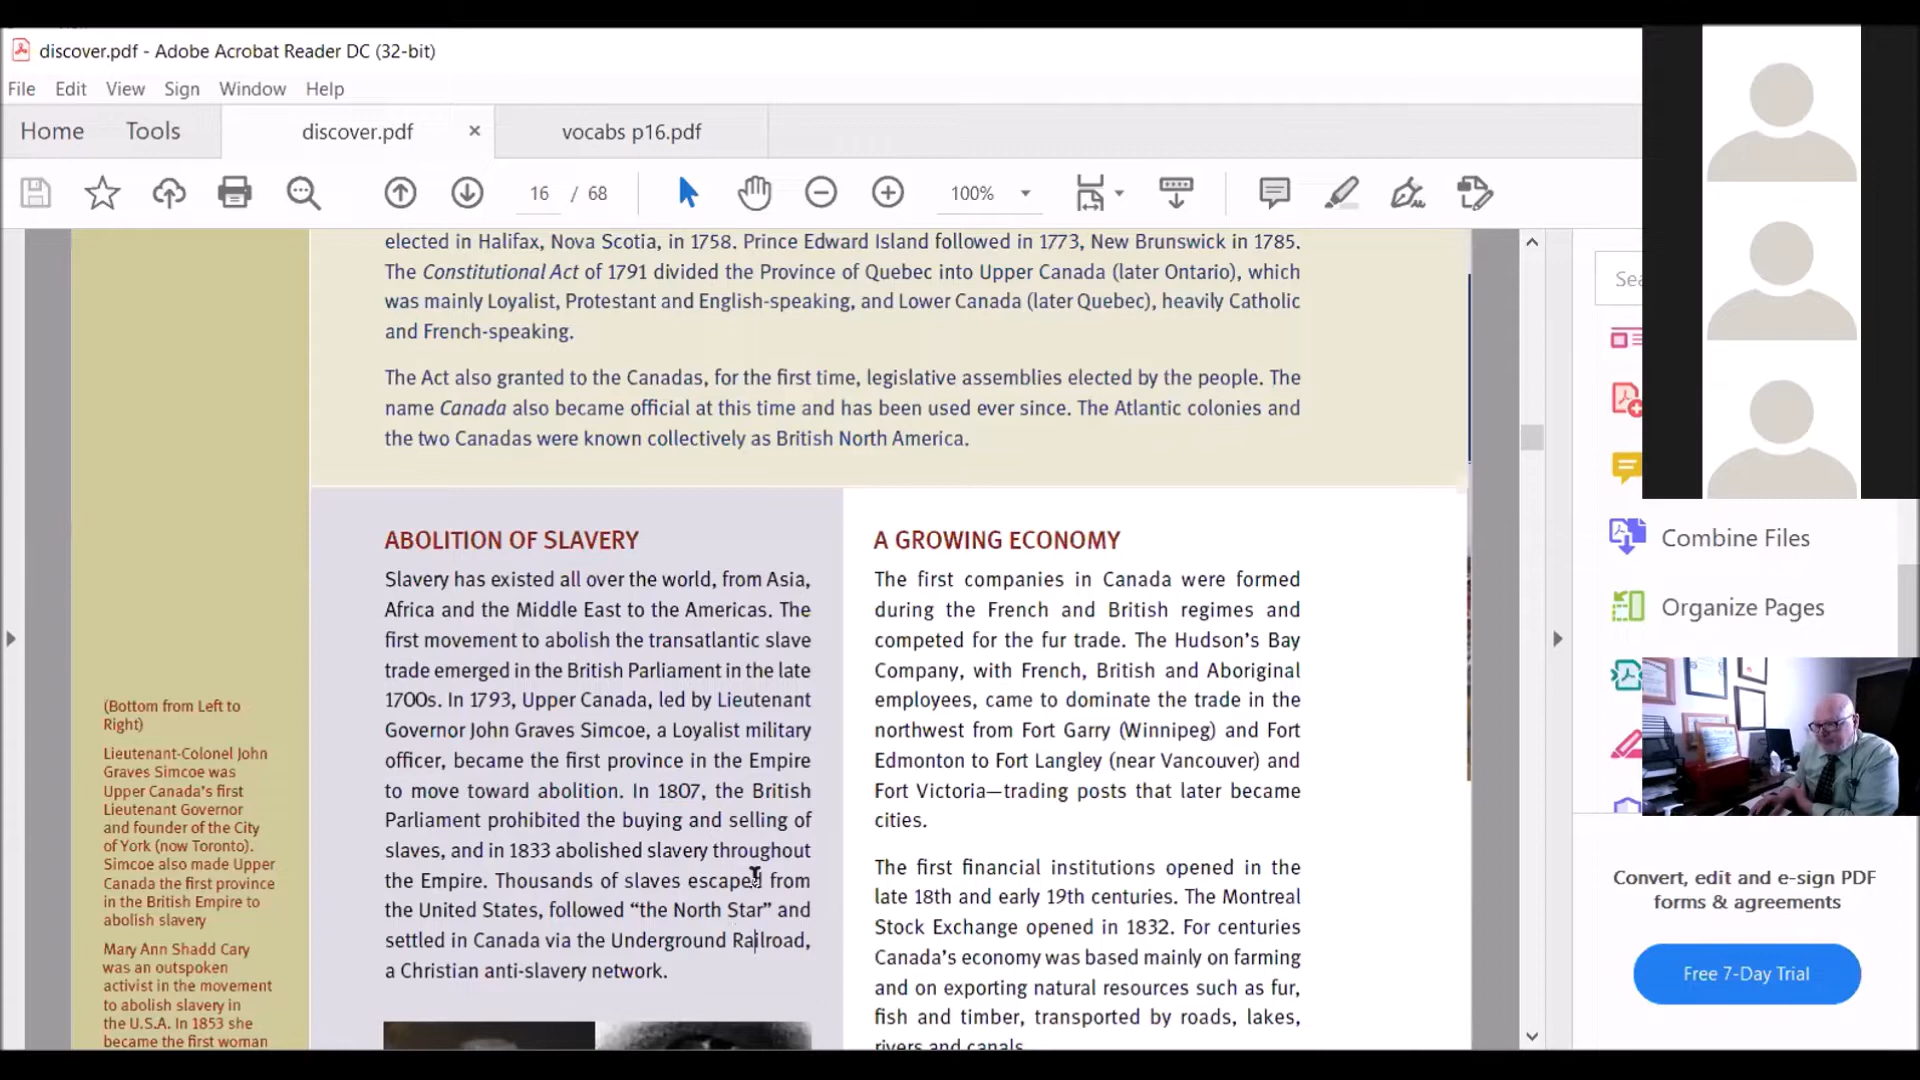 discover.pdf - Adobe Acrobat Reader DC (32-bit)
File Edit View Sign Window Help
Home Tools discover.pdf × vocabs p16.pdf
16 / 68 100%
elected in Halifax, Nova Scotia, in 1758. Prince Edward Island followed in 1773, New Brunswick in 1785.
The Constitutional Act of 1791 divided the Province of Quebec into Upper Canada (later Ontario), which
was mainly Loyalist, Protestant and English-speaking, and Lower Canada (later Quebec), heavily Catholic
and French-speaking.
The Act also granted to the Canadas, for the first time, legislative assemblies elected by the people. The
name Canada also became official at this time and has been used ever since. The Atlantic colonies and
the two Canadas were known collectively as British North America.
(Bottom from Left to
Right)
Lieutenant-Colonel John
Graves Simcoe was
Upper Canada's first
Lieutenant Governor
and founder of the City
of York (now Toronto).
Simcoe also made Upper
Canada the first province
in the British Empire to
abolish slavery
Mary Ann Shadd Cary
was an outspoken
activist in the movement
to abolish slavery in
the U.S.A. In 1853 she
became the first woman
ABOLITION OF SLAVERY
Slavery has existed all over the world, from Asia,
Africa and the Middle East to the Americas. The
first movement to abolish the transatlantic slave
trade emerged in the British Parliament in the late
1700s. In 1793, Upper Canada, led by Lieutenant
Governor John Graves Simcoe, a Loyalist military
officer, became the first province in the Empire
to move toward abolition. In 1807, the British
Parliament prohibited the buying and selling of
slaves, and in 1833 abolished slavery throughout
the Empire. Thousands of slaves escaped from
the United States, followed “the North Star” and
settled in Canada via the Underground Railroad,
a Christian anti-slavery network.
A GROWING ECONOMY
The first companies in Canada were formed
during the French and British regimes and
competed for the fur trade. The Hudson's Bay
Company, with French, British and Aboriginal
employees, came to dominate the trade in the
northwest from Fort Garry (Winnipeg) and Fort
Edmonton to Fort Langley (near Vancouver) and
Fort Victoria—trading posts that later became
cities.
The first financial institutions opened in the
late 18th and early 19th centuries. The Montreal
Stock Exchange opened in 1832. For centuries
Canada's economy was based mainly on farming
and on exporting natural resources such as fur,
fish and timber, transported by roads, lakes,
rivers and canals.
Sea
Combine Files
Organize Pages
Convert, edit and e-sign PDF
forms & agreements
Free 7-Day Trial